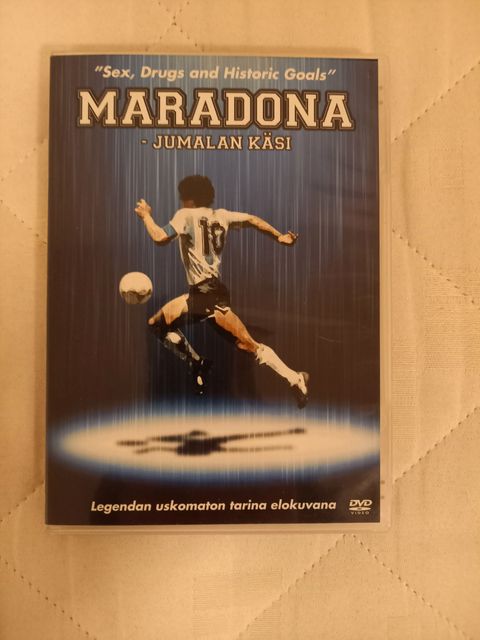 "Sex, Drugs and Historic Goals"
MARADONA
- JUMALAN KÄSI
10
Legendan uskomaton tarina elokuvana
DVD
VIDEO